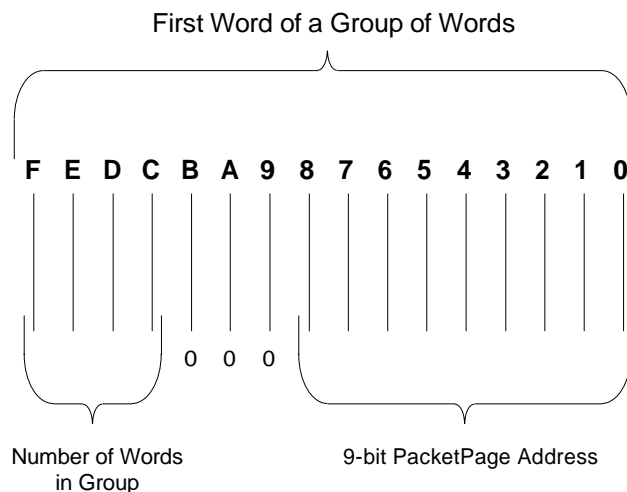 First Word of a Group of Words
F E D C B A 9 8 7 6 5 4 3 2 1 0
0 0 0
Number of Words
in Group
9-bit PacketPage Address